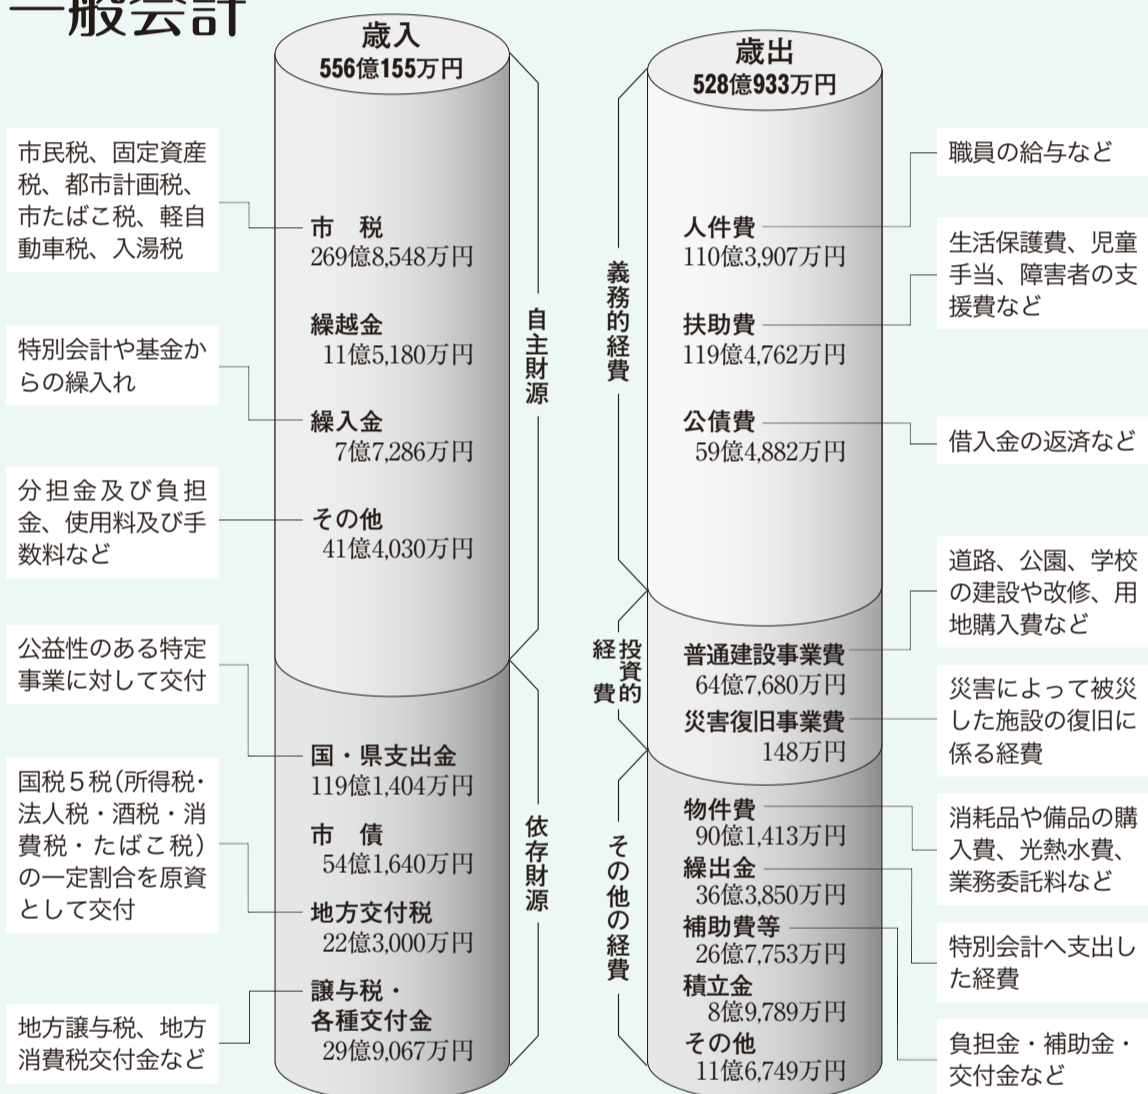 一般会計
歳入
556億155万円
市民税、固定資産
税、都市計画税、
市たばこ税、軽自
動車税、入湯税
市　税
269億8,548万円
繰越金
11億5,180万円
特別会計や基金か
らの繰入れ
繰入金
7億7,286万円
分担金及び負担
金、使用料及び手
数料など
その他
41億4,030万円
自主財源
公益性のある特定
事業に対して交付
国・県支出金
119億1,404万円
市　債
54億1,640万円
国税５税(所得税・
法人税・酒税・消
費税・たばこ税)
の一定割合を原資
として交付
地方交付税
22億3,000万円
地方譲与税、地方
消費税交付金など
譲与税・
各種交付金
29億9,067万円
依存財源
歳出
528億933万円
義務的経費
人件費
110億3,907万円
職員の給与など
扶助費
119億4,762万円
生活保護費、児童
手当、障害者の支
援費など
公債費
59億4,882万円
借入金の返済など
投資的
経　費
普通建設事業費
64億7,680万円
道路、公園、学校
の建設や改修、用
地購入費など
災害復旧事業費
148万円
災害によって被災
した施設の復旧に
係る経費
その他の経費
物件費
90億1,413万円
消耗品や備品の購
入費、光熱水費、
業務委託料など
繰出金
36億3,850万円
特別会計へ支出し
た経費
補助費等
26億7,753万円
負担金・補助金・
交付金など
積立金
8億9,789万円
その他
11億6,749万円